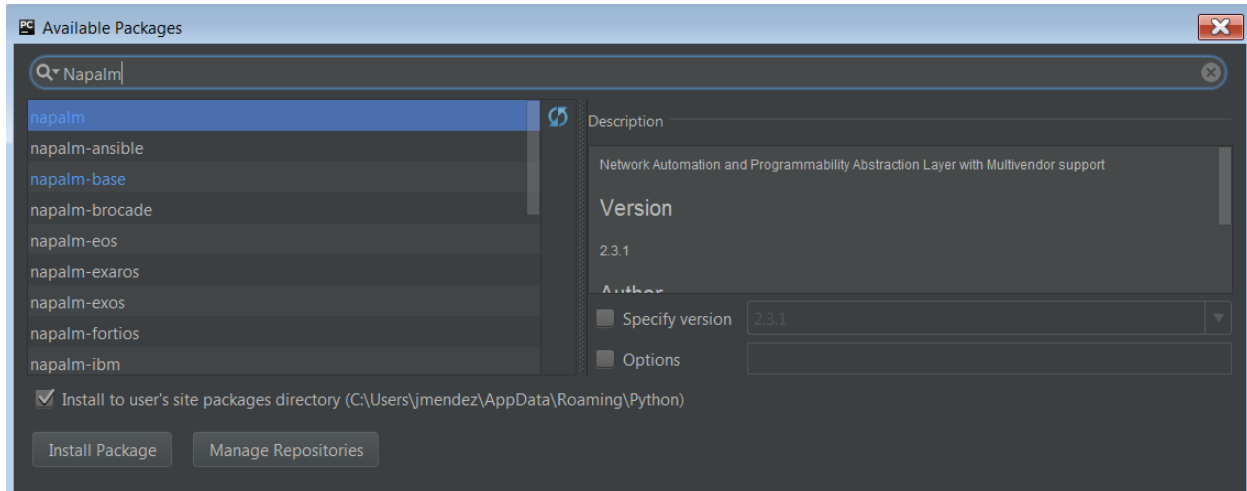 PC Available Packages
Napalm
napalm
napalm-ansible
napalm-base
napalm-brocade
napalm-eos
napalm-exaros
napalm-exos
napalm-fortios
napalm-ibm
Description
Network Automation and Programmability Abstraction Layer with Multivendor support
Version
2.3.1
Author
Specify version 2.3.1
Options
Install to user's site packages directory (C:\Users\jmendez\AppData\Roaming\Python)
Install Package Manage Repositories